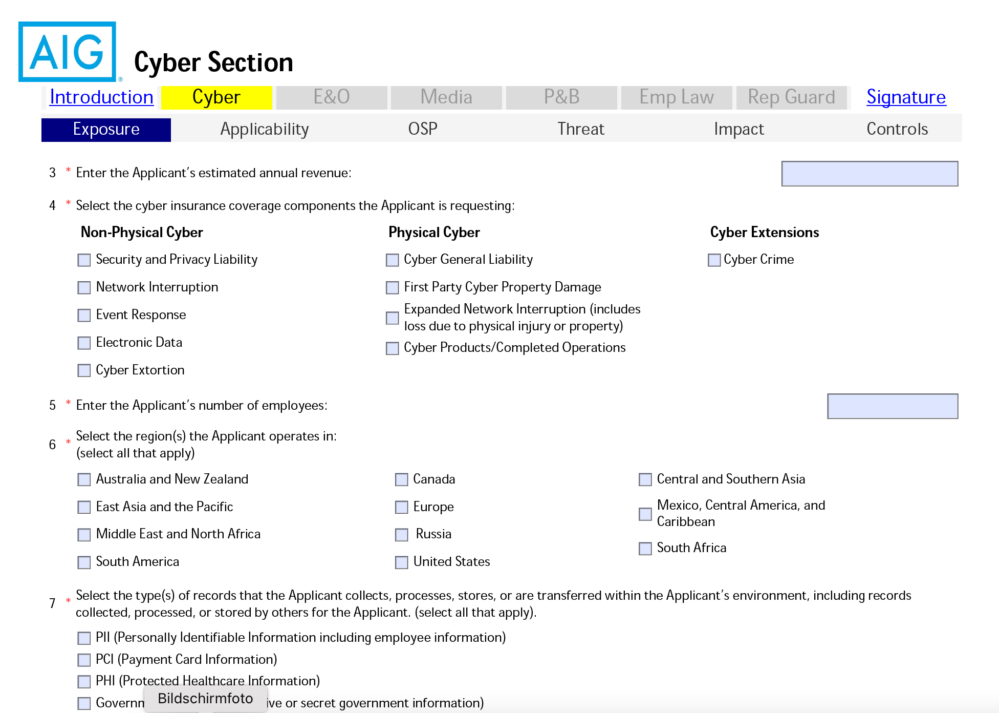 AIG®
Cyber Section
Introduction Cyber E&O Media P&B Emp Law Rep Guard Signature
Exposure Applicability OSP Threat Impact Controls
3 * Enter the Applicant's estimated annual revenue:
4 * Select the cyber insurance coverage components the Applicant is requesting:
Non-Physical Cyber Physical Cyber Cyber Extensions
Security and Privacy Liability Cyber General Liability Cyber Crime
Network Interruption First Party Cyber Property Damage
Event Response Expanded Network Interruption (includes
loss due to physical injury or property)
Electronic Data Cyber Products/Completed Operations
Cyber Extortion
5 * Enter the Applicant's number of employees:
6 * Select the region(s) the Applicant operates in:
(select all that apply)
Australia and New Zealand Canada Central and Southern Asia
East Asia and the Pacific Europe Mexico, Central America, and
Caribbean
Middle East and North Africa Russia South Africa
South America United States
7 * Select the type(s) of records that the Applicant collects, processes, stores, or are transferred within the Applicant's environment, including records
collected, processed, or stored by others for the Applicant. (select all that apply).
PII (Personally Identifiable Information including employee information)
PCI (Payment Card Information)
PHI (Protected Healthcare Information)
Bildschirmfoto
or secret government information)